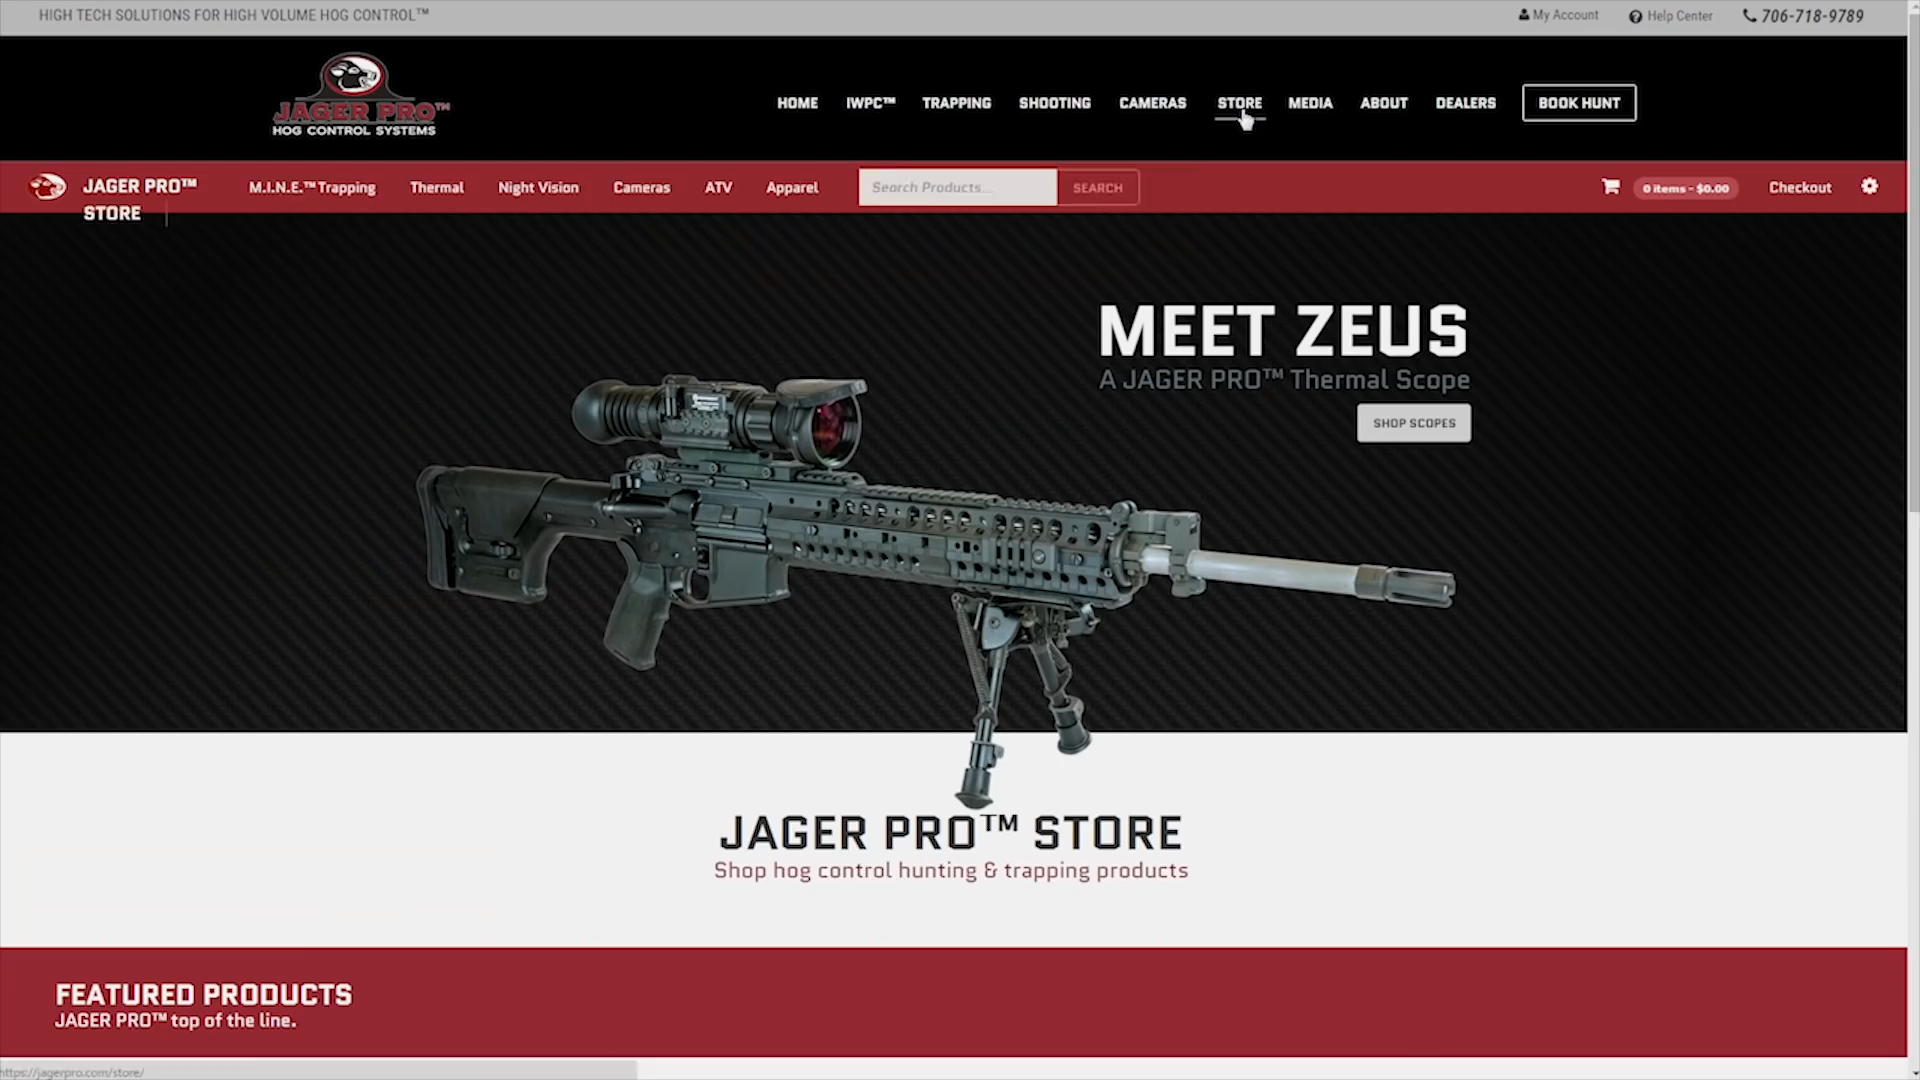 HIGH TECH SOLUTIONS FOR HIGH VOLUME HOG CONTROL™
My Account
Help Center
706-718-9789
JAGER PRO™
HOG CONTROL SYSTEMS
HOME
IWPC™
TRAPPING
SHOOTING
CAMERAS
STORE
MEDIA
ABOUT
DEALERS
BOOK HUNT
JAGER PRO™
STORE
M.I.N.E.™ Trapping
Thermal
Night Vision
Cameras
ATV
Apparel
Search Products...
SEARCH
0 items - $0.00
Checkout
MEET ZEUS
A JAGER PRO™ Thermal Scope
SHOP SCOPES
JAGER PRO™ STORE
Shop hog control hunting & trapping products
FEATURED PRODUCTS
JAGER PRO™ top of the line.
https://jagerpro.com/store/